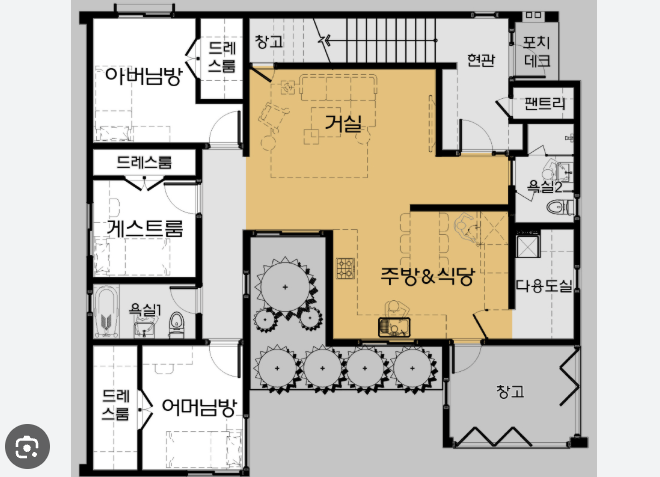 드레
스룸
창고
현관
포치
데크
아버님방
거실
팬트리
드레스룸
욕실2
게스트룸
주방&식당
다용도실
욕실1
드레
스룸
어머님방
창고